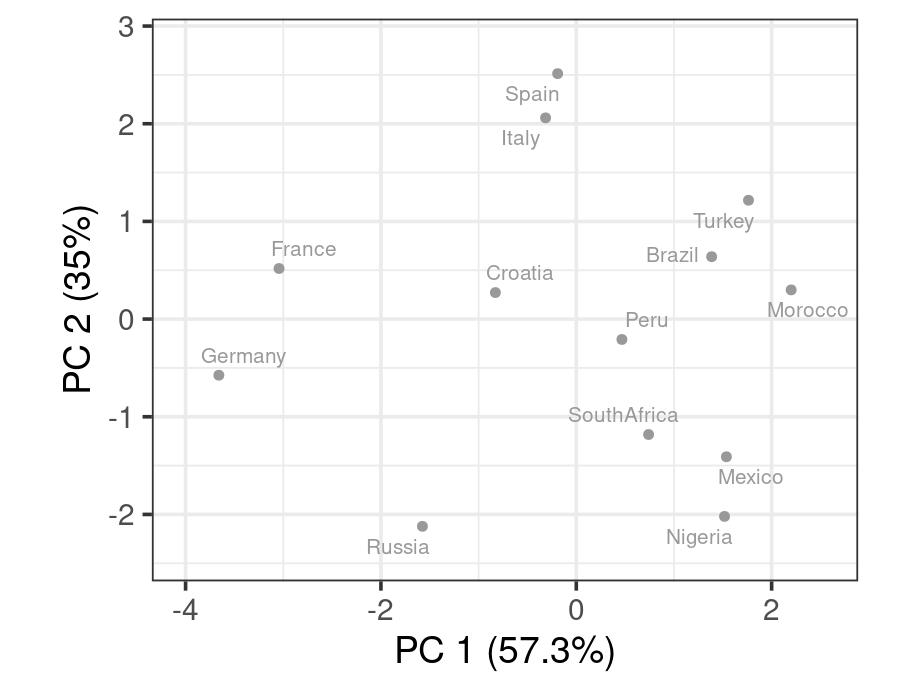 3
2
1
0
-1
-2
PC 2 (35%)
Spain
Italy
Turkey
France
Brazil
Croatia
Morocco
Peru
Germany
SouthAfrica
Mexico
Nigeria
Russia
-4
-2
0
2
PC 1 (57.3%)